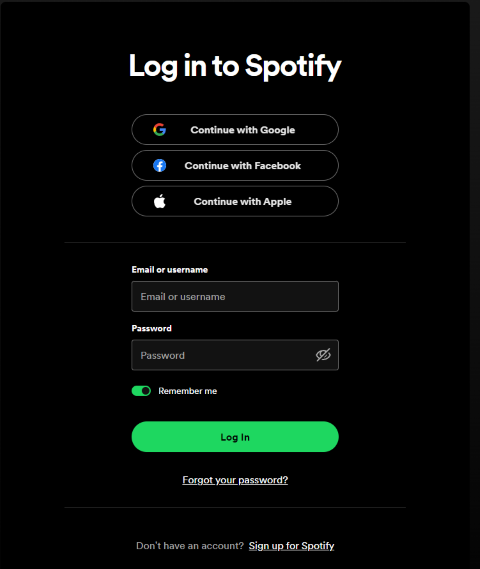 Log in to Spotify
Continue with Google
Continue with Facebook
Continue with Apple
Email or username
Email or username
Password
Password
Remember me
Log In
Forgot your password?
Don't have an account? Sign up for Spotify